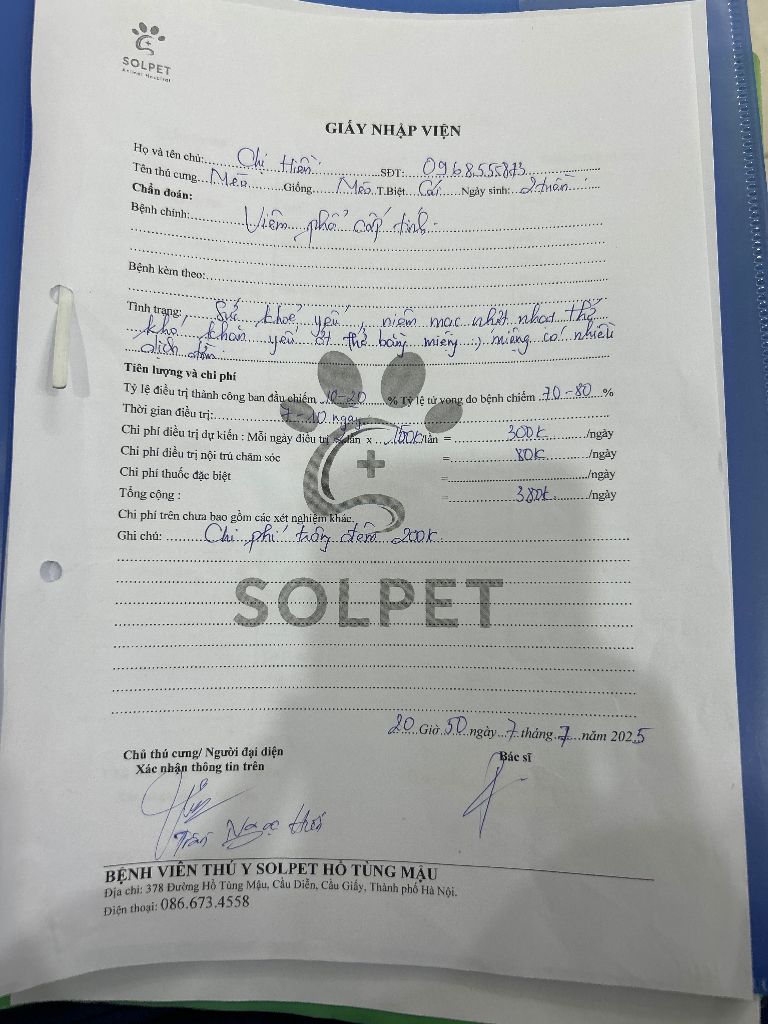 SOLPET
Animal Hospital
GIẤY NHẬP VIỆN
Họ và tên chủ: Chị Hiền SĐT: 0968.555.873
Tên thú cưng Mèo Giống Mèo T.Biệt Cái Ngày sinh: 2 tuần
Chẩn đoán:
Bệnh chính: Viêm phổi cấp tính.
Bệnh kèm theo:
Tình trạng: Sức khoẻ yếu, niêm mạc nhợt nhạt thở
khó khăn yếu ớt thở bằng miệng, miệng có nhiều
dịch đờm
Tiên lượng và chi phí
Tỷ lệ điều trị thành công ban đầu chiếm 10-20 % Tỷ lệ tử vong do bệnh chiếm 70-80 %
Thời gian điều trị: 7-10 ngày
Chi phí điều trị dự kiến : Mỗi ngày điều trị lần x 100k/lần = 300k /ngày
Chi phí điều trị nội trú chăm sóc = 80k /ngày
Chi phí thuốc đặc biệt = /ngày
Tổng cộng : = 380k /ngày
Chi phí trên chưa bao gồm các xét nghiệm khác.
Ghi chú: Chi phí trông đêm 200k.
SOLPET
20 Giờ 50 ngày 7 tháng 7 năm 2025
Chủ thú cưng/ Người đại diện Bác sĩ
Xác nhận thông tin trên
Trần Ngọc
BỆNH VIÊN THÚ Y SOLPET HỒ TÙNG MẬU
Địa chỉ: 378 Đường Hồ Tùng Mậu, Cầu Diễn, Cầu Giấy, Thành phố Hà Nội.
Điện thoại: 086.673.4558